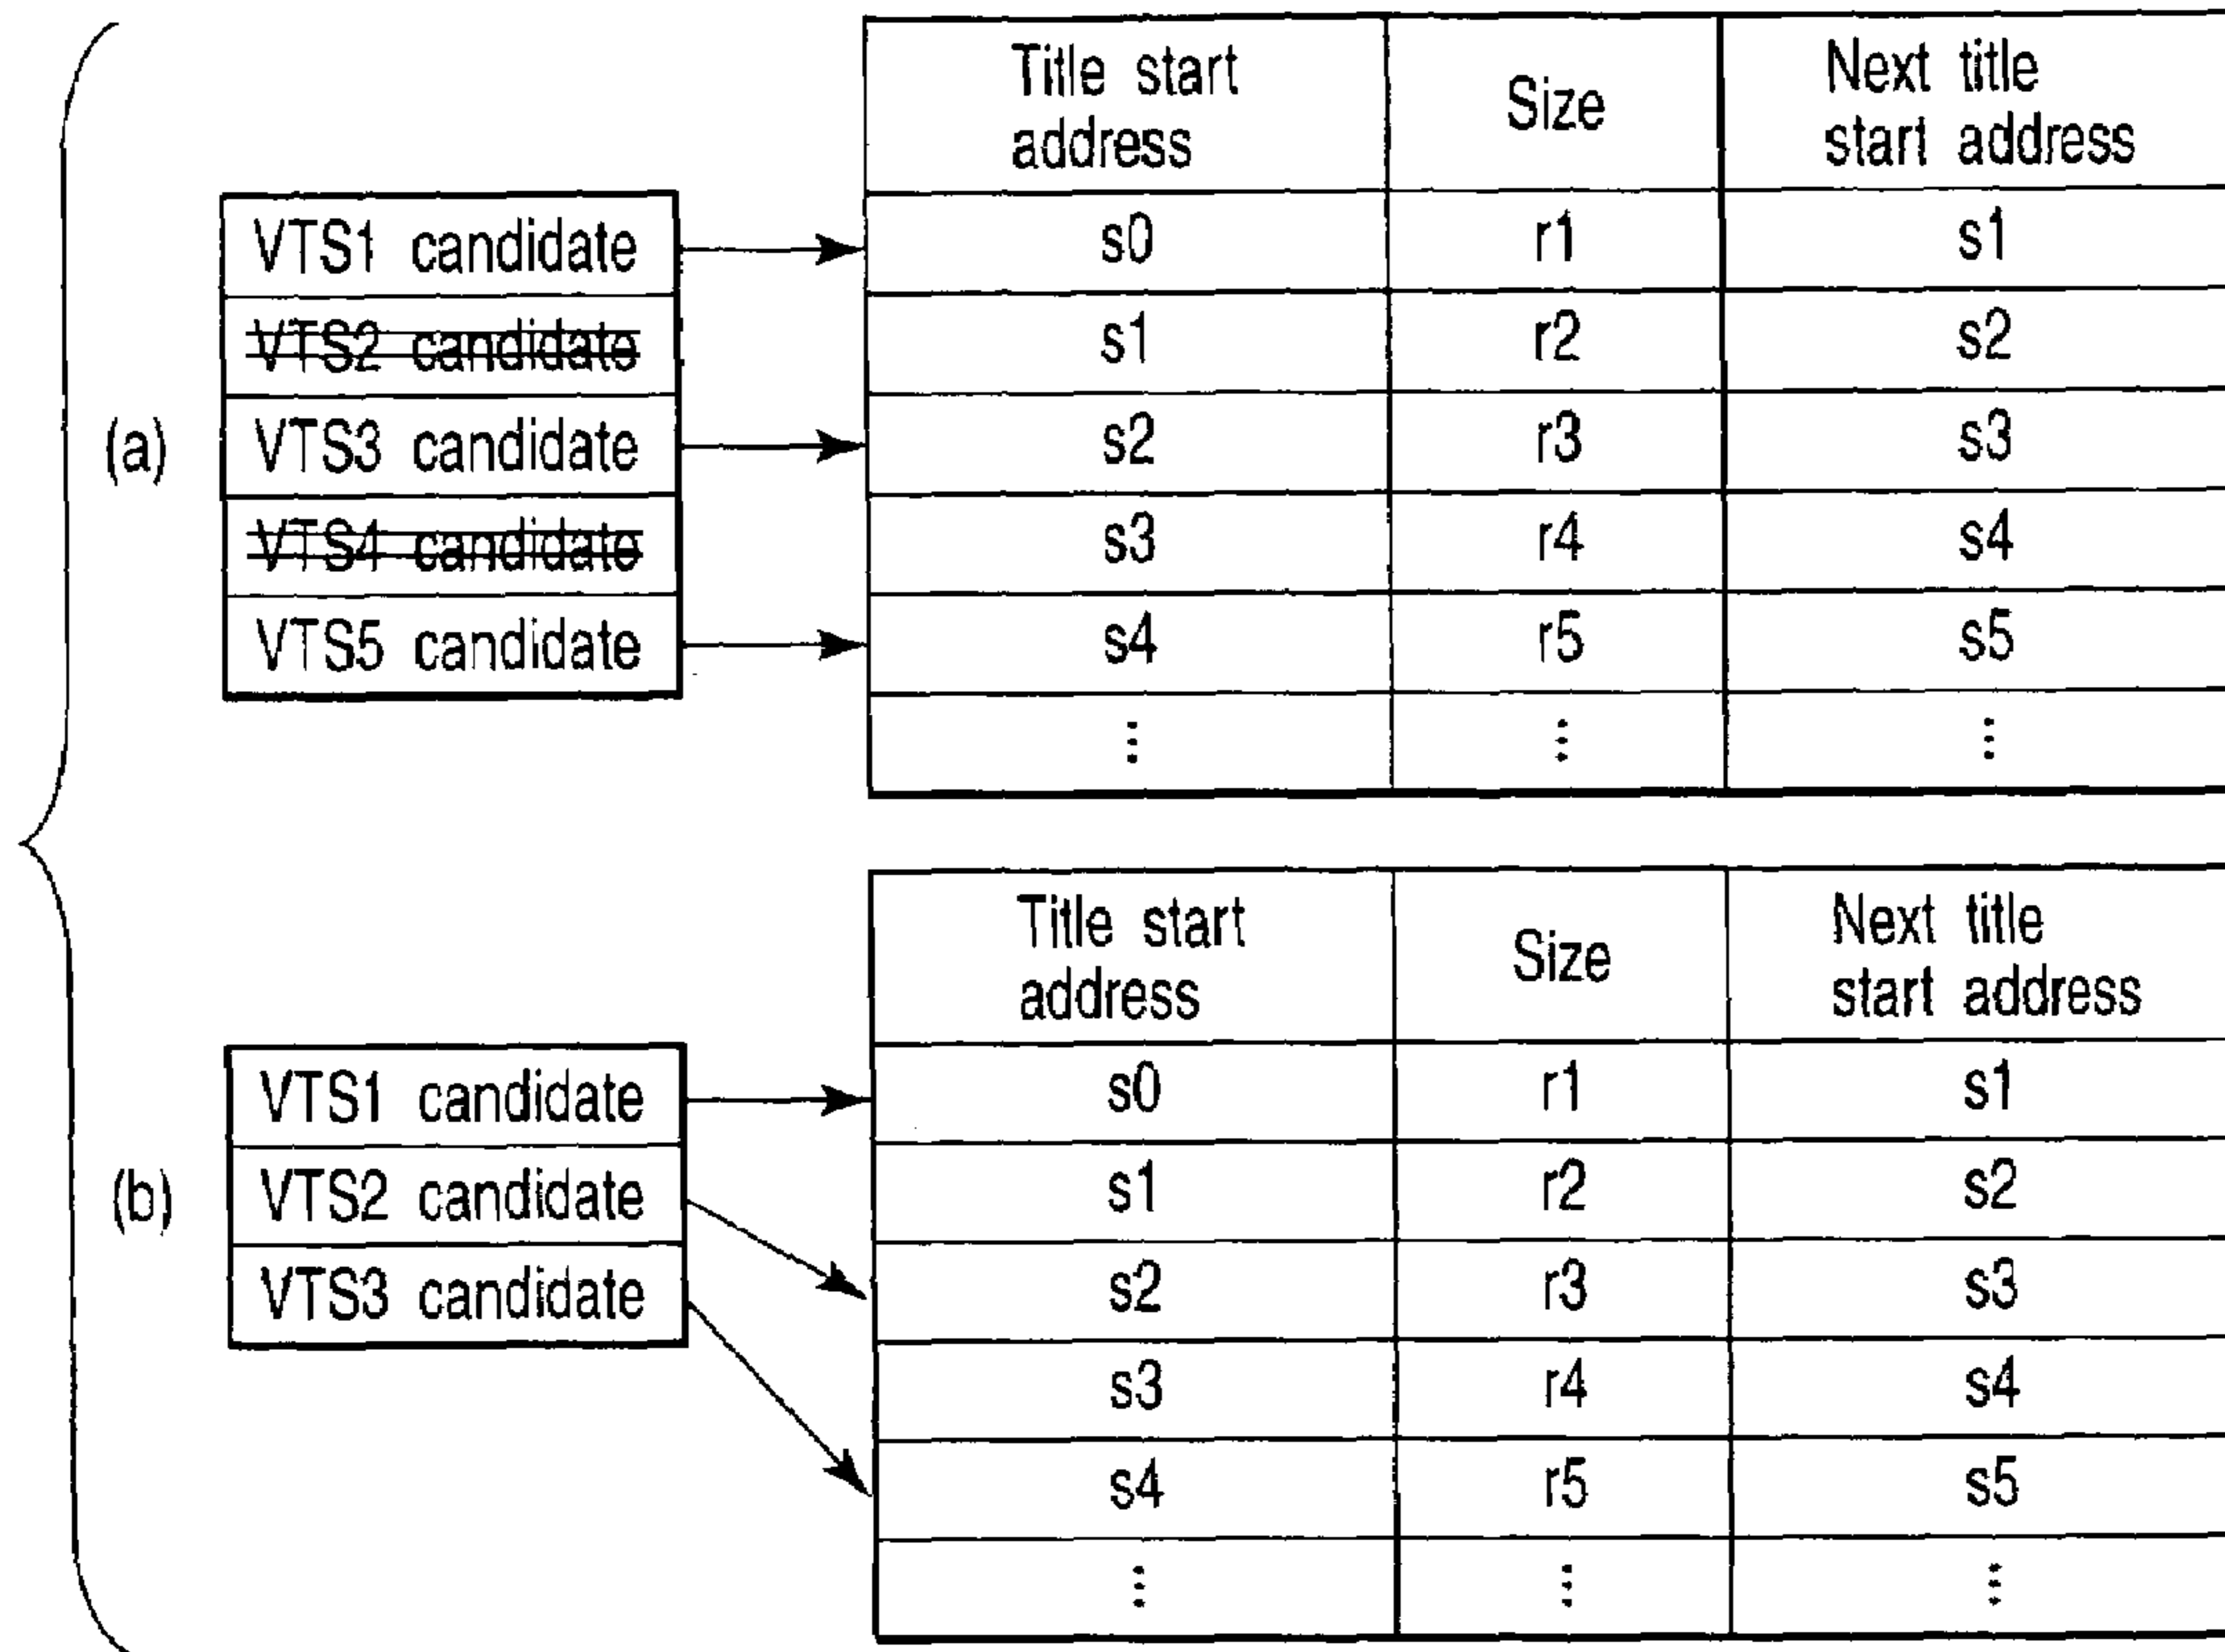 Title start
address
Size
Next title
start address
VTS1 candidate
s0
r1
s1
VTS2 candidate
s1
r2
s2
(a)
VTS3 candidate
s2
r3
s3
VTS4 candidate
s3
r4
s4
VTS5 candidate
s4
r5
s5
⋮
⋮
⋮
Title start
address
Size
Next title
start address
VTS1 candidate
s0
r1
s1
(b)
VTS2 candidate
s1
r2
s2
VTS3 candidate
s2
r3
s3
s3
r4
s4
s4
r5
s5
⋮
⋮
⋮